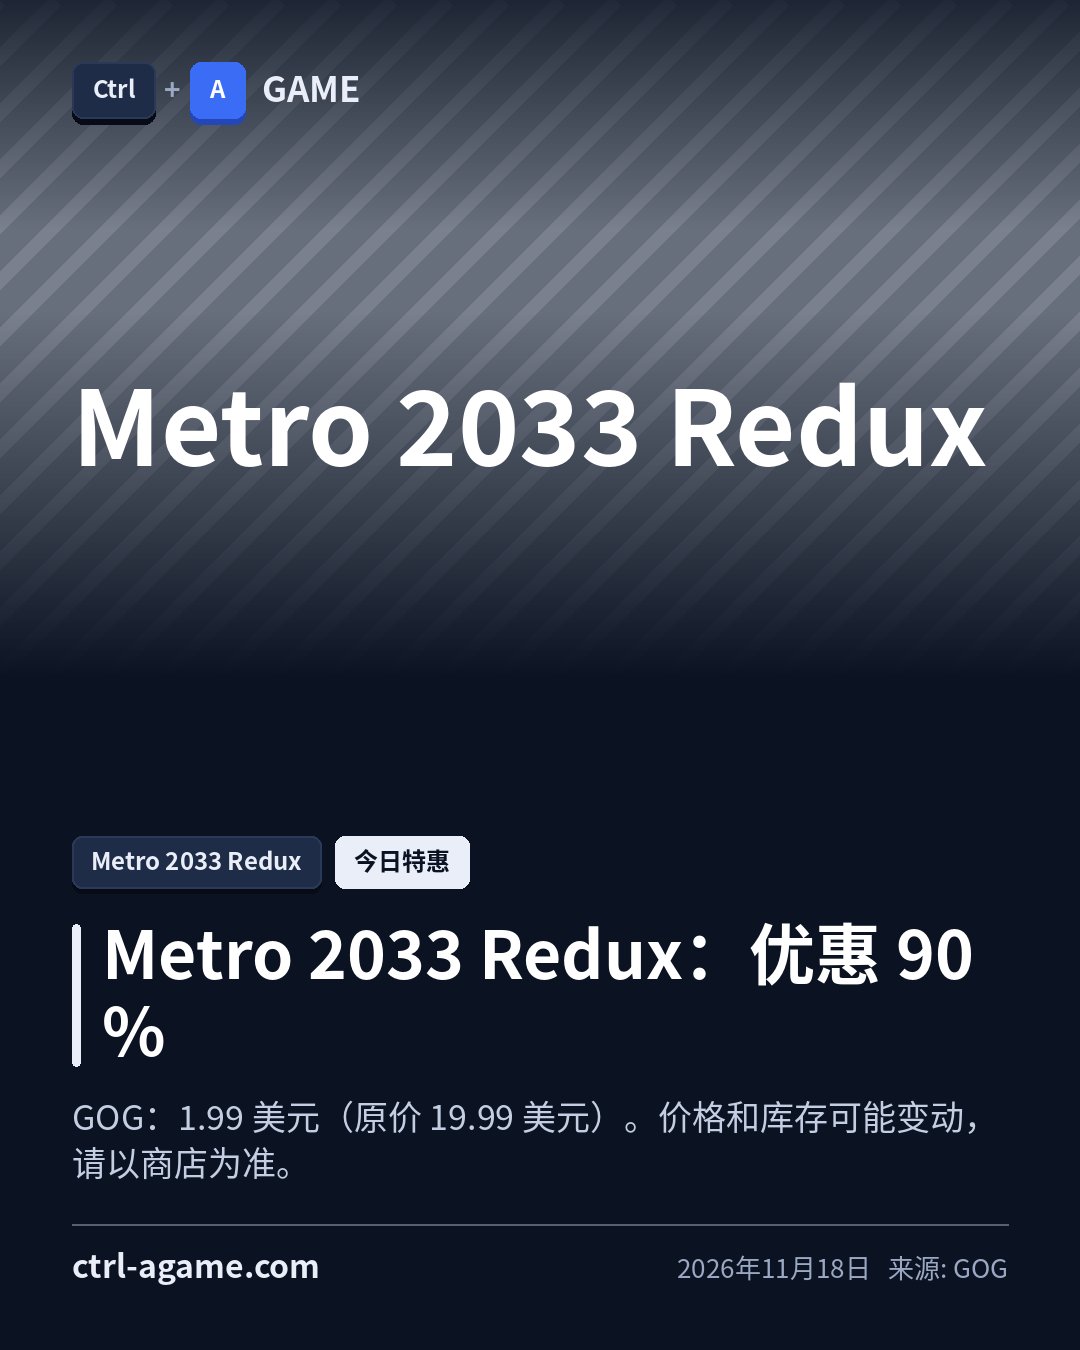 Ctrl + A GAME
Metro 2033 Redux
Metro 2033 Redux 今日特惠
Metro 2033 Redux：优惠 90
%
GOG：1.99 美元（原价 19.99 美元）。价格和库存可能变动，
请以商店为准。
ctrl-agame.com 2026年11月18日 来源: GOG